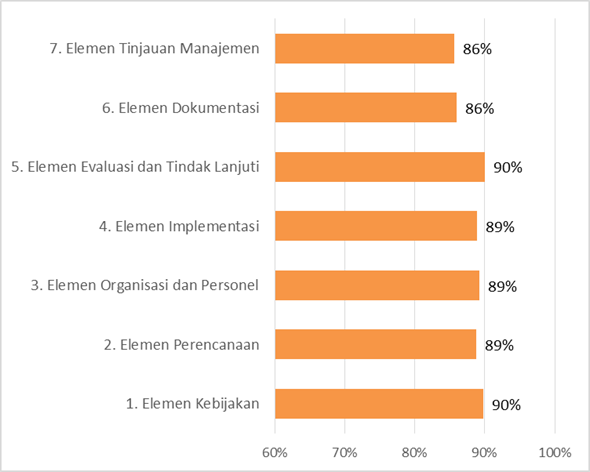 7. Elemen Tinjauan Manajemen 86%
6. Elemen Dokumentasi 86%
5. Elemen Evaluasi dan Tindak Lanjuti 90%
4. Elemen Implementasi 89%
3. Elemen Organisasi dan Personel 89%
2. Elemen Perencanaan 89%
1. Elemen Kebijakan 90%
60% 70% 80% 90% 100%